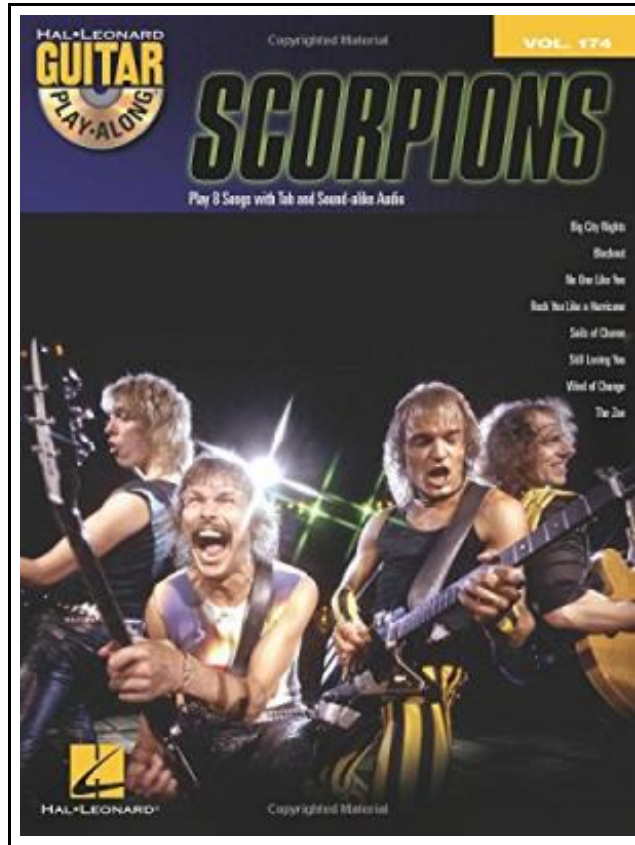 HAL•LEONARD
GUITAR
PLAY-ALONG
Copyrighted Material
VOL. 174
SCORPIONS
Play 8 Songs with Tab and Sound-alike Audio
Big City Nights
Blackout
No One Like You
Rock You Like a Hurricane
Sails of Charon
Still Loving You
Wind of Change
The Zoo
HAL•LEONARD®
Copyrighted Material